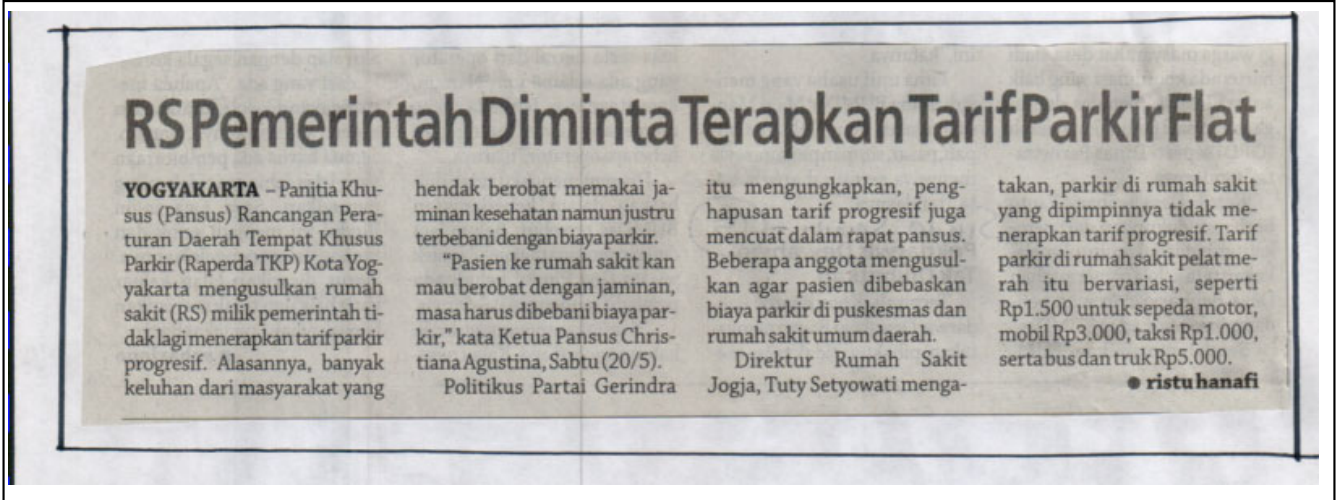 RS Pemerintah Diminta Terapkan Tarif Parkir Flat
YOGYAKARTA – Panitia Khu-
sus (Pansus) Rancangan Pera-
turan Daerah Tempat Khusus
Parkir (Raperda TKP) Kota Yog-
yakarta mengusulkan rumah
sakit (RS) milik pemerintah ti-
dak lagi menerapkan tarif parkir
progresif. Alasannya, banyak
keluhan dari masyarakat yang
hendak berobat memakai ja-
minan kesehatan namun justru
terbebani dengan biaya parkir.
"Pasien ke rumah sakit kan
mau berobat dengan jaminan,
masa harus dibebani biaya par-
kir," kata Ketua Pansus Chris-
tiana Agustina, Sabtu (20/5).
Politikus Partai Gerindra
itu mengungkapkan, peng-
hapusan tarif progresif juga
mencuat dalam rapat pansus.
Beberapa anggota mengusul-
kan agar pasien dibebaskan
biaya parkir di puskesmas dan
rumah sakit umum daerah.
Direktur Rumah Sakit
Jogja, Tuty Setyowati menga-
takan, parkir di rumah sakit
yang dipimpinnya tidak me-
nerapkan tarif progresif. Tarif
parkir di rumah sakit pelat me-
rah itu bervariasi, seperti
Rp1.500 untuk sepeda motor,
mobil Rp3.000, taksi Rp1.000,
serta bus dan truk Rp5.000.
● ristu hanafi